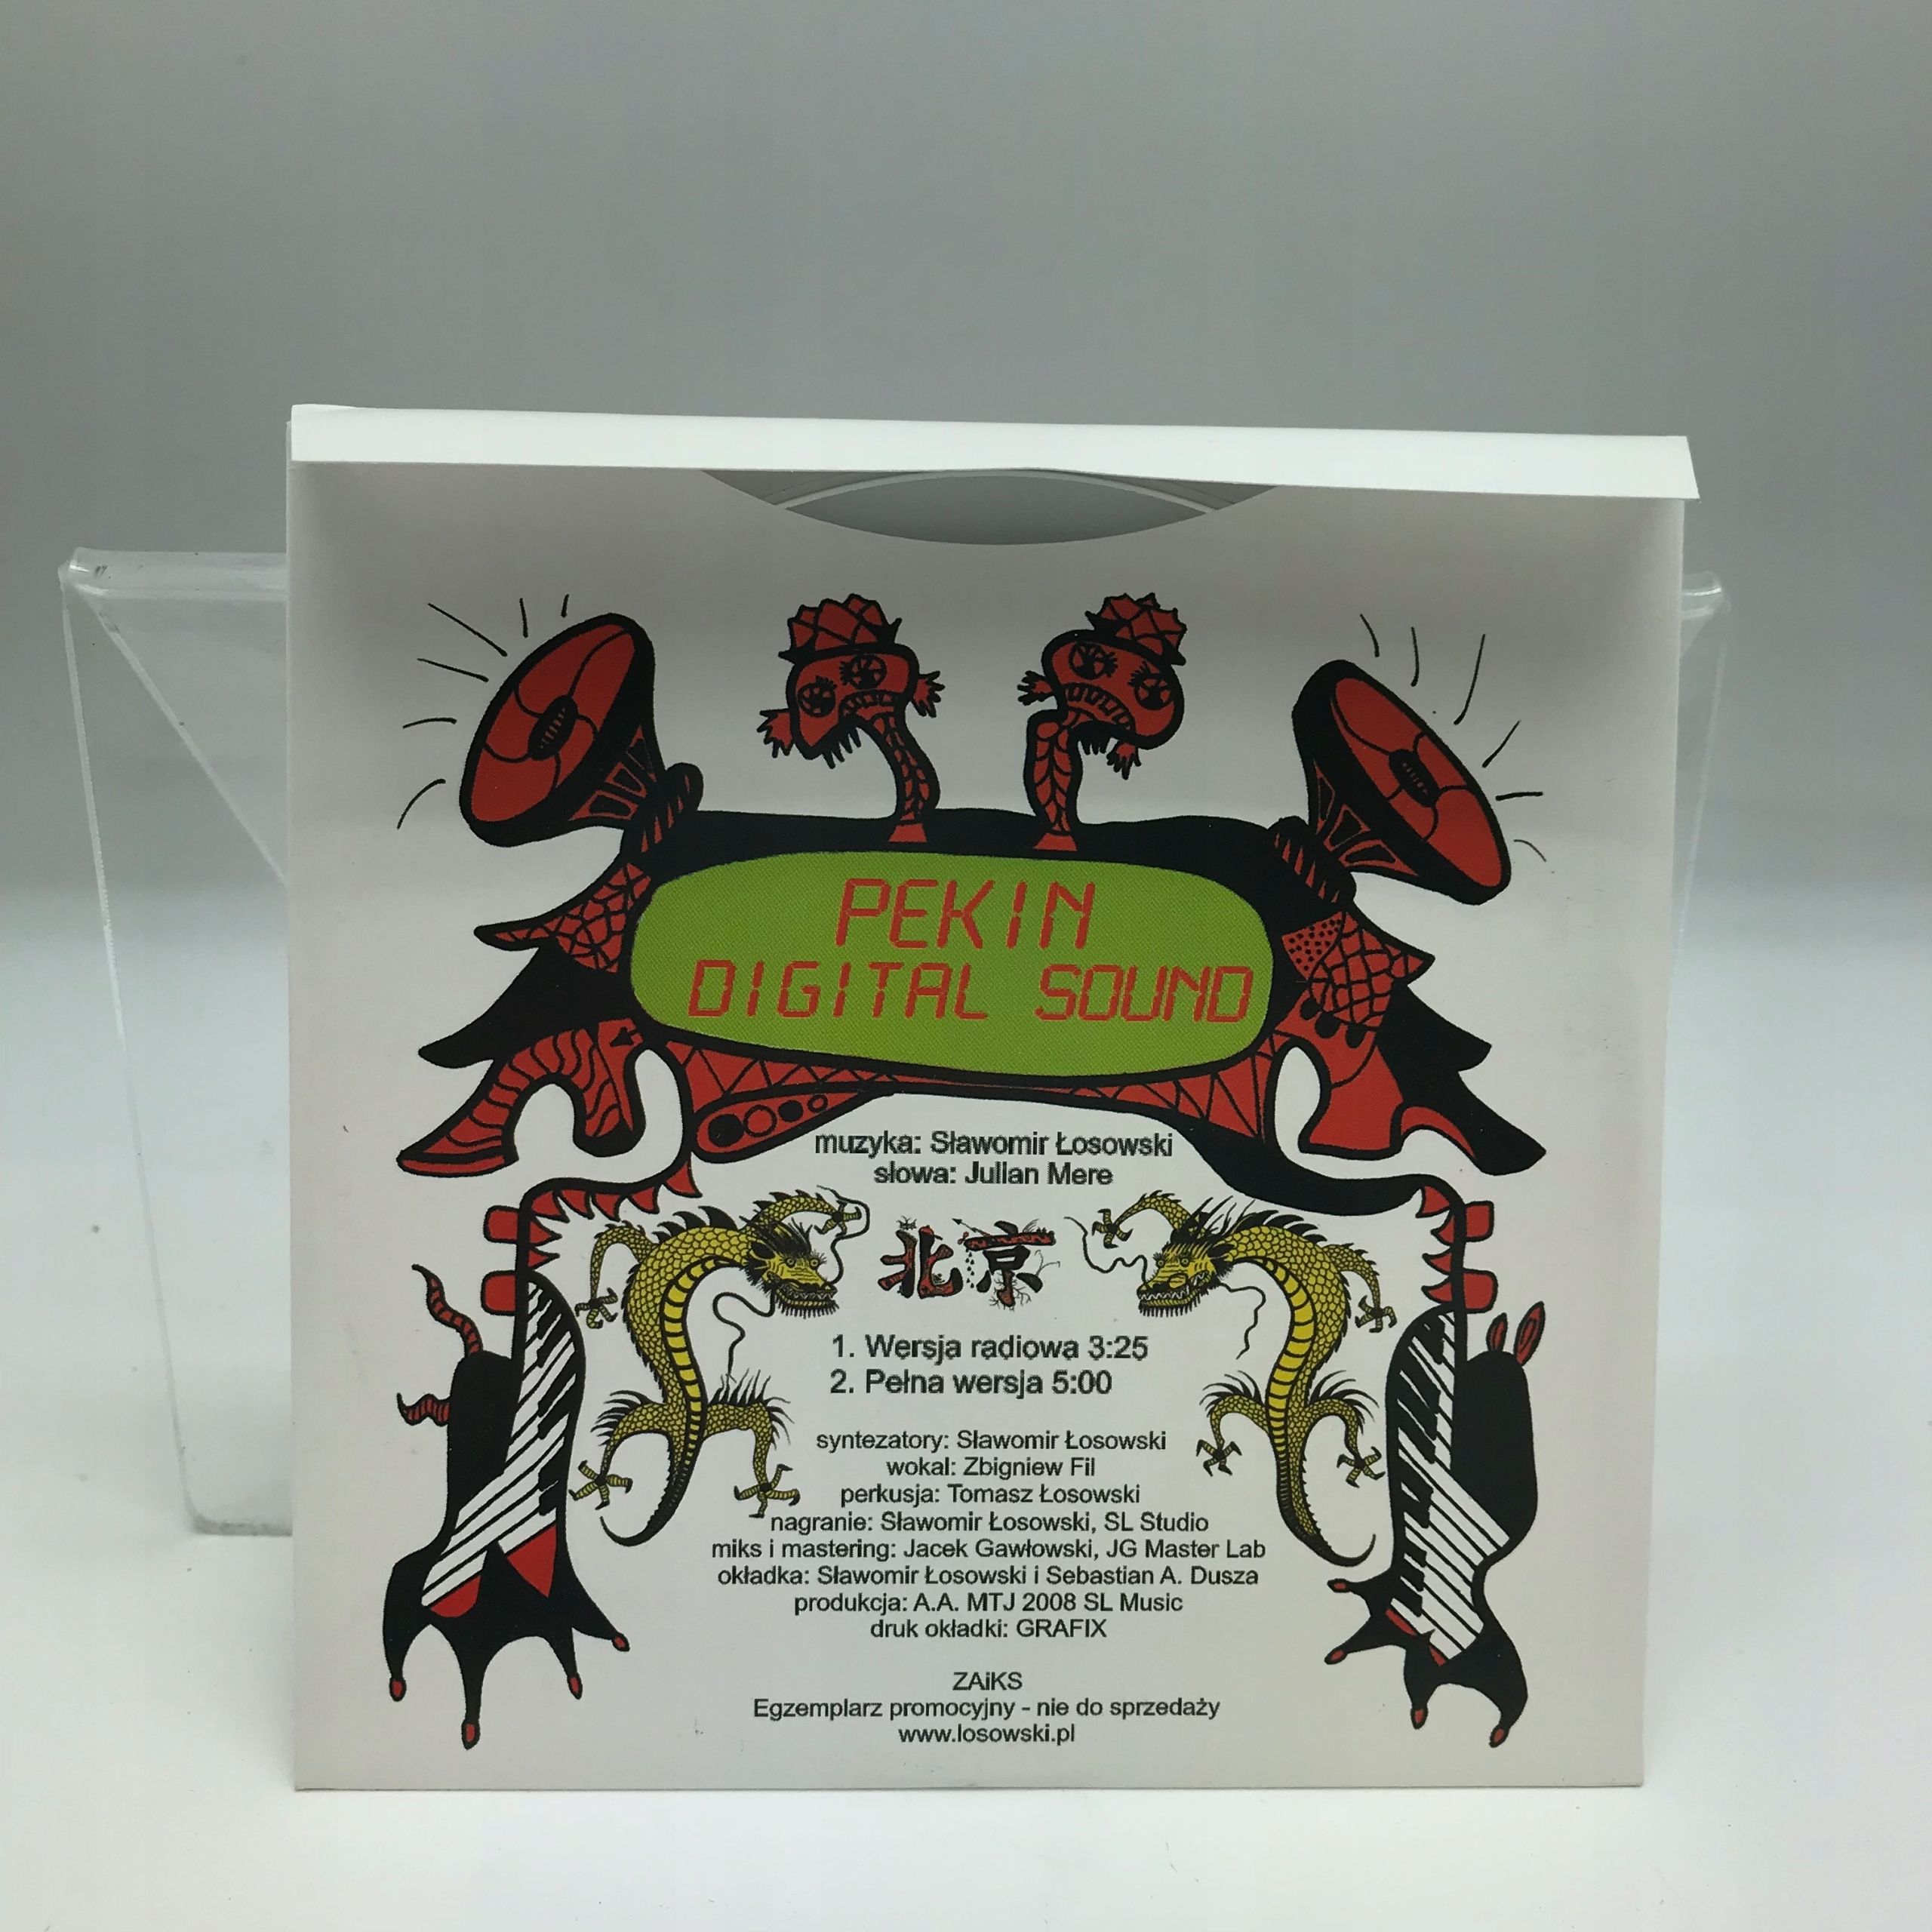 PEKIN
DIGITAL SOUND
muzyka: Sławomir Łosowski
słowa: Julian Mere
北京
1. Wersja radiowa 3:25
2. Pełna wersja 5:00
syntezatory: Sławomir Łosowski
wokal: Zbigniew Fil
perkusja: Tomasz Łosowski
nagranie: Sławomir Łosowski, SL Studio
miks i mastering: Jacek Gawłowski, JG Master Lab
okładka: Sławomir Łosowski i Sebastian A. Dusza
produkcja: A.A. MTJ 2008 SL Music
druk okładki: GRAFIX
ZAiKS
Egzemplarz promocyjny - nie do sprzedaży
www.losowski.pl